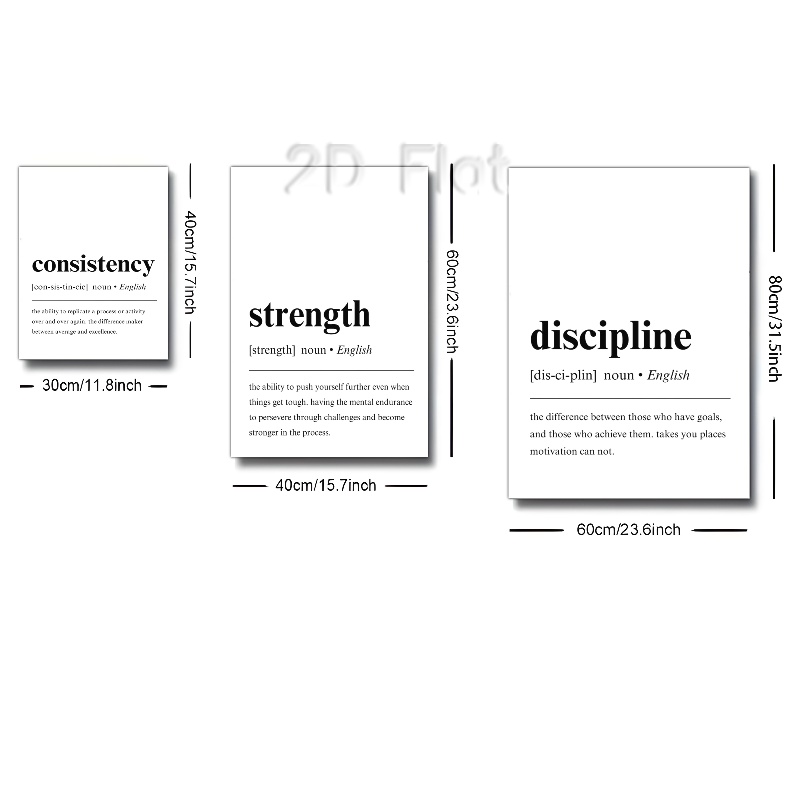 2D Flat
consistency
[con-sis-tin-cie] noun • English
the ability to replicate a process or activity
over and over again. the difference maker
between average and excellence.
40cm/15.7inch
30cm/11.8inch
strength
[strength] noun • English
the ability to push yourself further even when
things get tough. having the mental endurance
to persevere through challenges and become
stronger in the process.
60cm/23.6inch
40cm/15.7inch
discipline
[dis-ci-plin] noun • English
the difference between those who have goals,
and those who achieve them. takes you places
motivation can not.
80cm/31.5inch
60cm/23.6inch